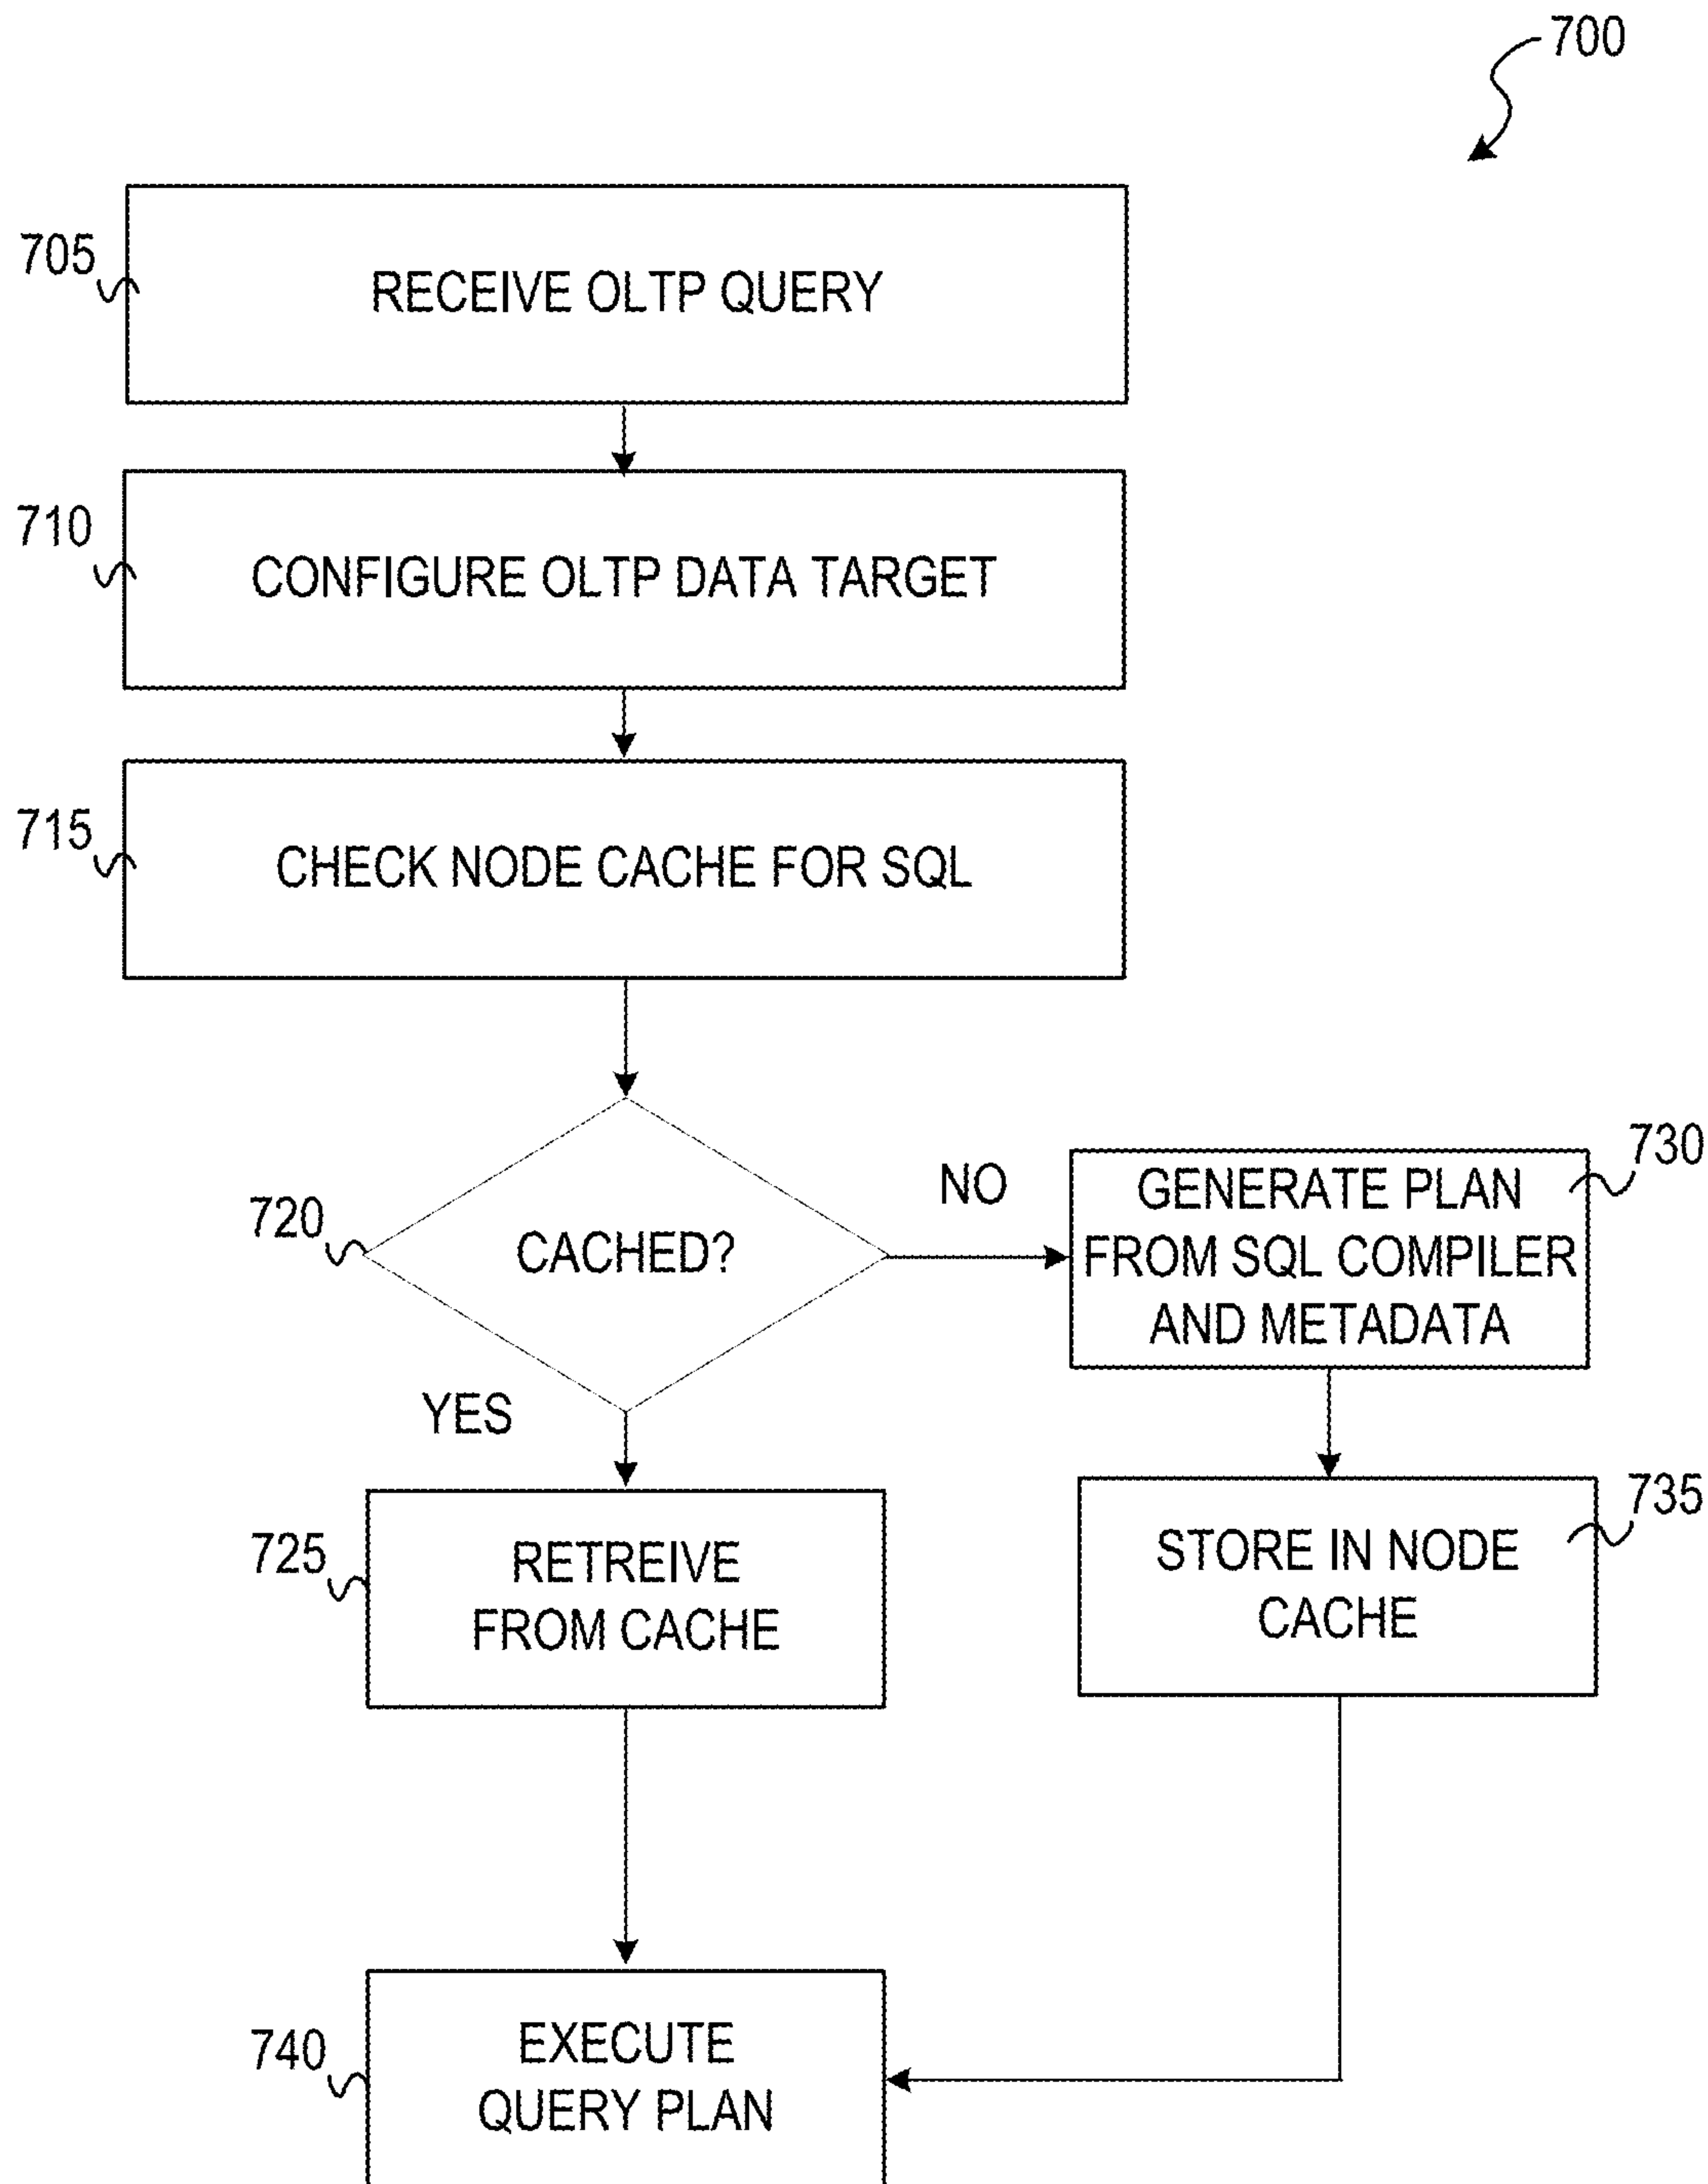 700
705
RECEIVE OLTP QUERY
710
CONFIGURE OLTP DATA TARGET
715
CHECK NODE CACHE FOR SQL
720
CACHED?
NO
730
GENERATE PLAN
FROM SQL COMPILER
AND METADATA
YES
725
RETREIVE
FROM CACHE
735
STORE IN NODE
CACHE
740
EXECUTE
QUERY PLAN